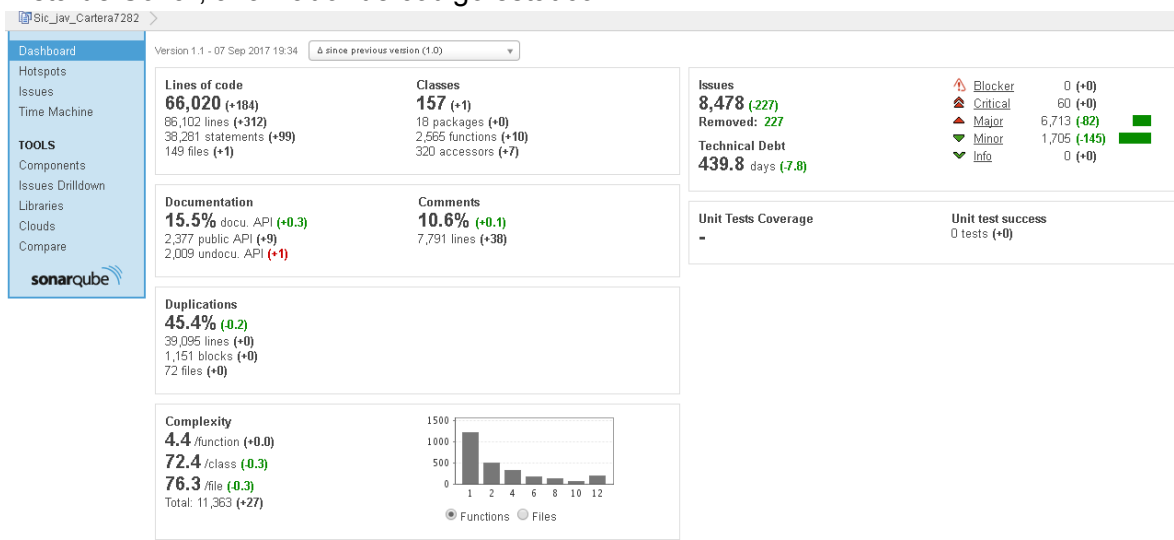 Sic_jav_Cartera7282
Dashboard
Hotspots
Issues
Time Machine
TOOLS
Components
Issues Drilldown
Libraries
Clouds
Compare
sonarqube
Version 1.1 - 07 Sep 2017 19:34 Δ since previous version (1.0)
Lines of code
66,020 (+184)
86,102 lines (+312)
38,281 statements (+99)
149 files (+1)
Classes
157 (+1)
18 packages (+0)
2,565 functions (+10)
320 accessors (+7)
Documentation
15.5% docu. API (+0.3)
2,377 public API (+9)
2,009 undocu. API (+1)
Comments
10.6% (+0.1)
7,791 lines (+38)
Duplications
45.4% (-0.2)
39,095 lines (+0)
1,151 blocks (+0)
72 files (+0)
Complexity
4.4 /function (+0.0)
72.4 /class (-0.3)
76.3 /file (-0.3)
Total: 11,363 (+27)
1500
1000
500
0
1 2 4 6 8 10 12
Functions Files
Issues
8,478 (-227)
Removed: 227
Technical Debt
439.8 days (-7.8)
Blocker 0 (+0)
Critical 60 (+0)
Major 6,713 (-82)
Minor 1,705 (-145)
Info 0 (+0)
Unit Tests Coverage
-
Unit test success
0 tests (+0)